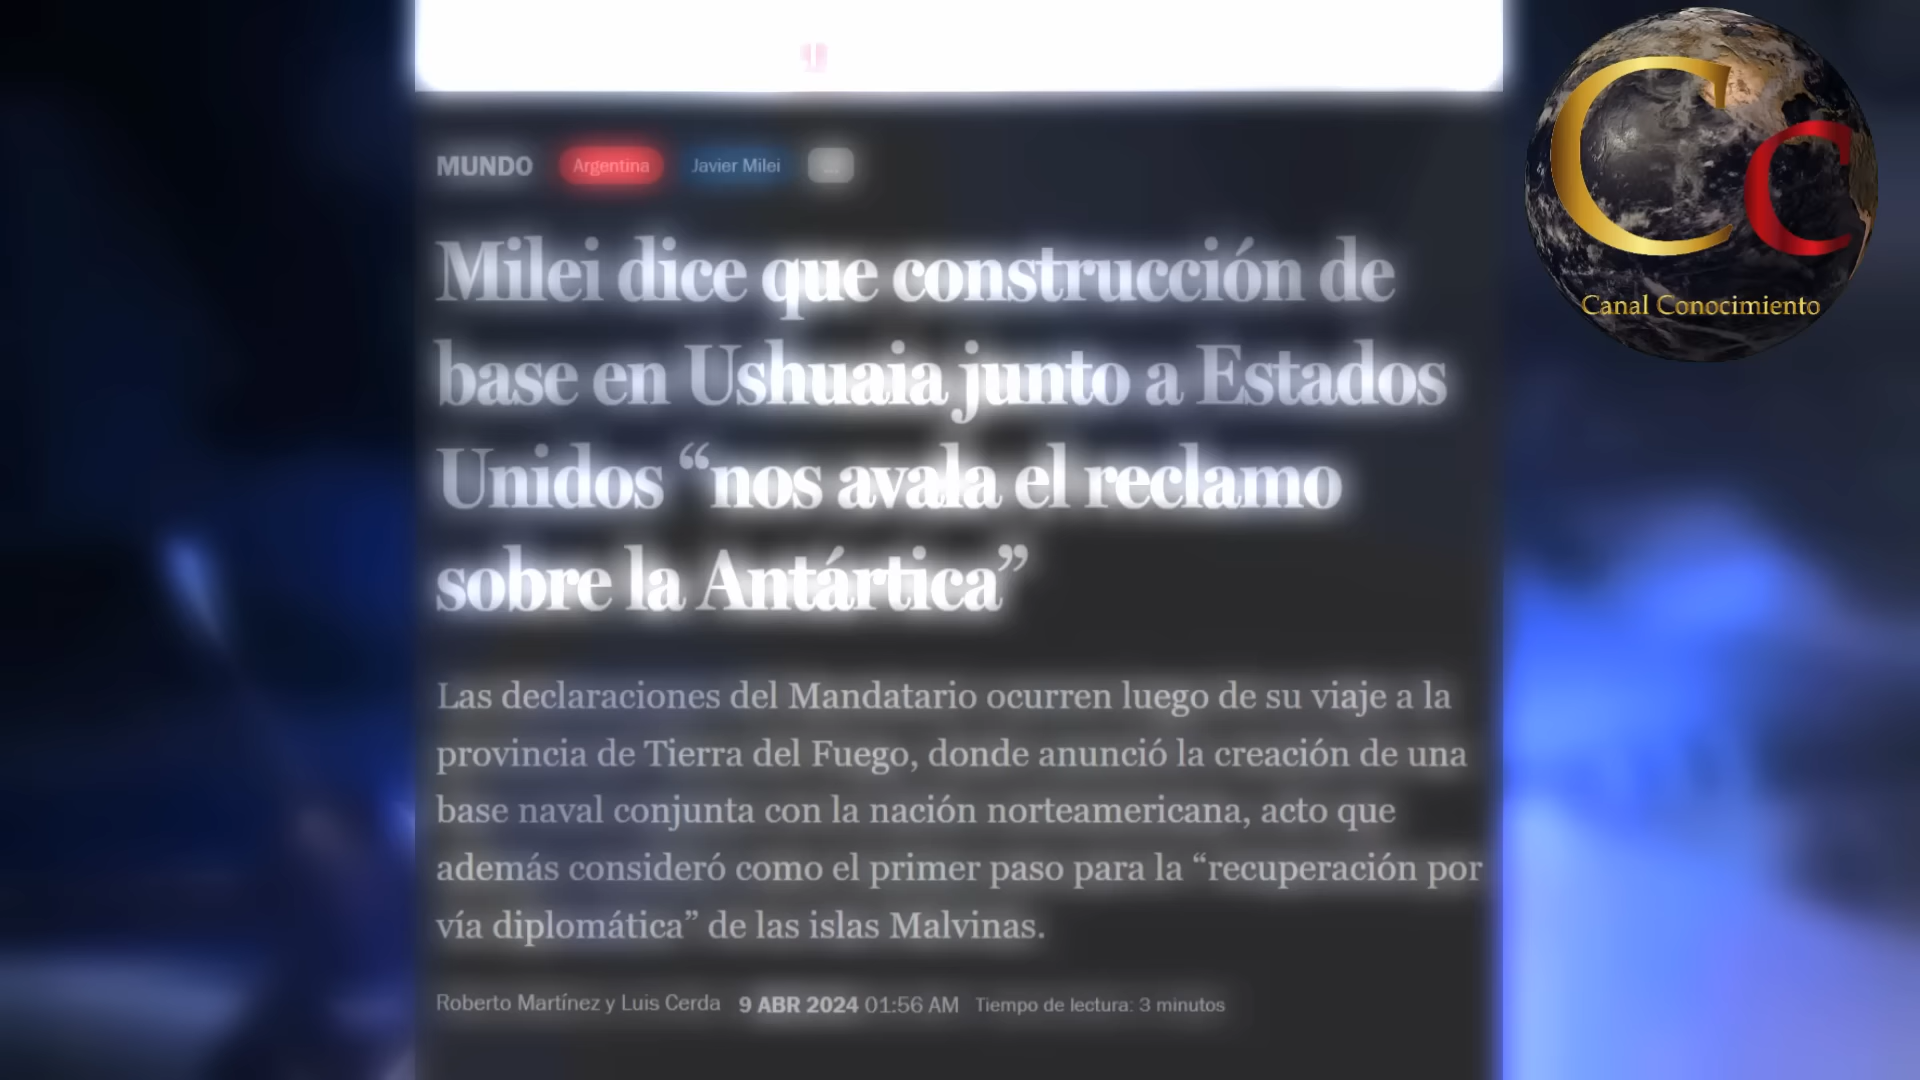 MUNDO Argentina Javier Milei ...
Milei dice que construcción de
base en Ushuaia junto a Estados
Unidos “nos avala el reclamo
sobre la Antártica”
Las declaraciones del Mandatario ocurren luego de su viaje a la
provincia de Tierra del Fuego, donde anunció la creación de una
base naval conjunta con la nación norteamericana, acto que
además consideró como el primer paso para la “recuperación por
vía diplomática” de las islas Malvinas.
Roberto Martínez y Luis Cerda 9 ABR 2024 01:56 AM Tiempo de lectura: 3 minutos
Cc
Canal Conocimiento